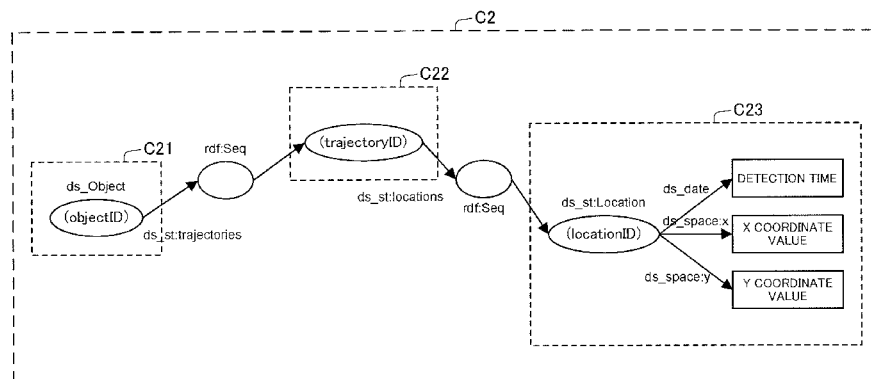 C2
C22
C23
C21
rdf:Seq
(trajectoryID)
ds_Object
ds_st:locations
rdf:Seq
ds_st:Location
ds_date
DETECTION TIME
(objectID)
ds_st:trajectories
(locationID)
ds_space:x
X COORDINATE
VALUE
ds_space:y
Y COORDINATE
VALUE